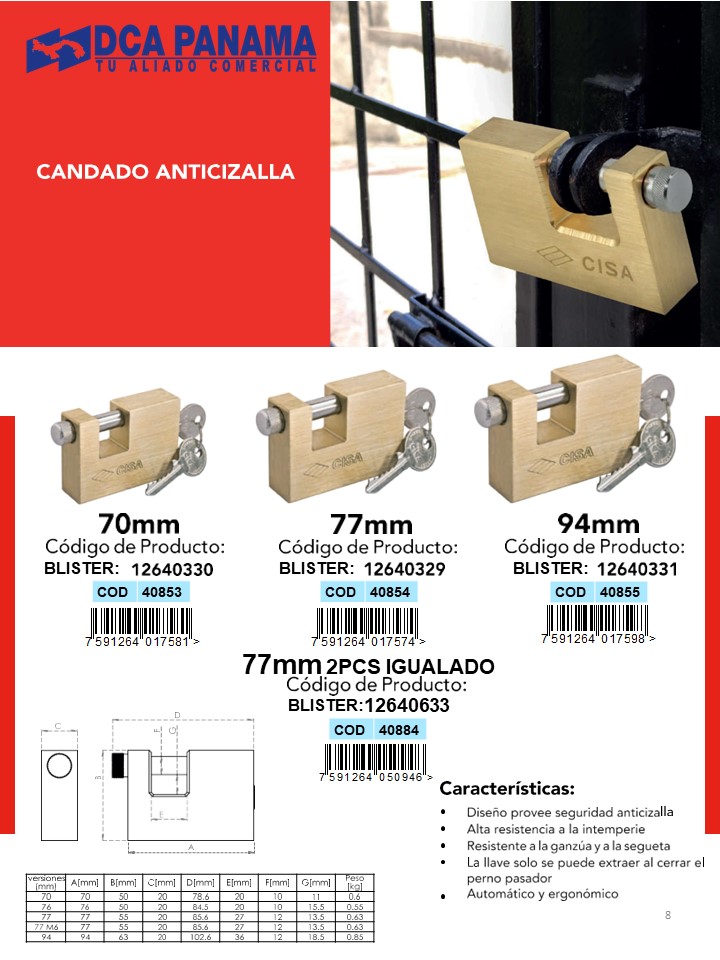 DCA PANAMA
TU ALIADO COMERCIAL
CANDADO ANTICIZALLA
CISA
CISA
CISA
CISA
70mm
Código de Producto:
BLISTER: 12640330
COD 40853
7 591264 017581 >
77mm
Código de Producto:
BLISTER: 12640329
COD 40854
7 591264 017574 >
94mm
Código de Producto:
BLISTER: 12640331
COD 40855
7 591264 017598 >
77mm 2PCS IGUALADO
Código de Producto:
BLISTER:12640633
COD 40884
7 591264 050946 >
C
D
F
G
B
E
A
Características:
• Diseño provee seguridad anticizalla
• Alta resistencia a la intemperie
• Resistente a la ganzúa y a la segueta
• La llave solo se puede extraer al cerrar el
perno pasador
• Automático y ergonómico
versiones [mm] A[mm] B[mm] C[mm] D[mm] E[mm] F[mm] G[mm] Peso [kg]
70 70 50 20 78.6 20 10 11 0.6
76 76 50 20 84.5 20 10 15.5 0.55
77 77 55 20 85.6 27 12 13.5 0.63
77 M6 77 55 20 85.6 27 12 13.5 0.63
94 94 63 20 102.6 36 12 18.5 0.85
8